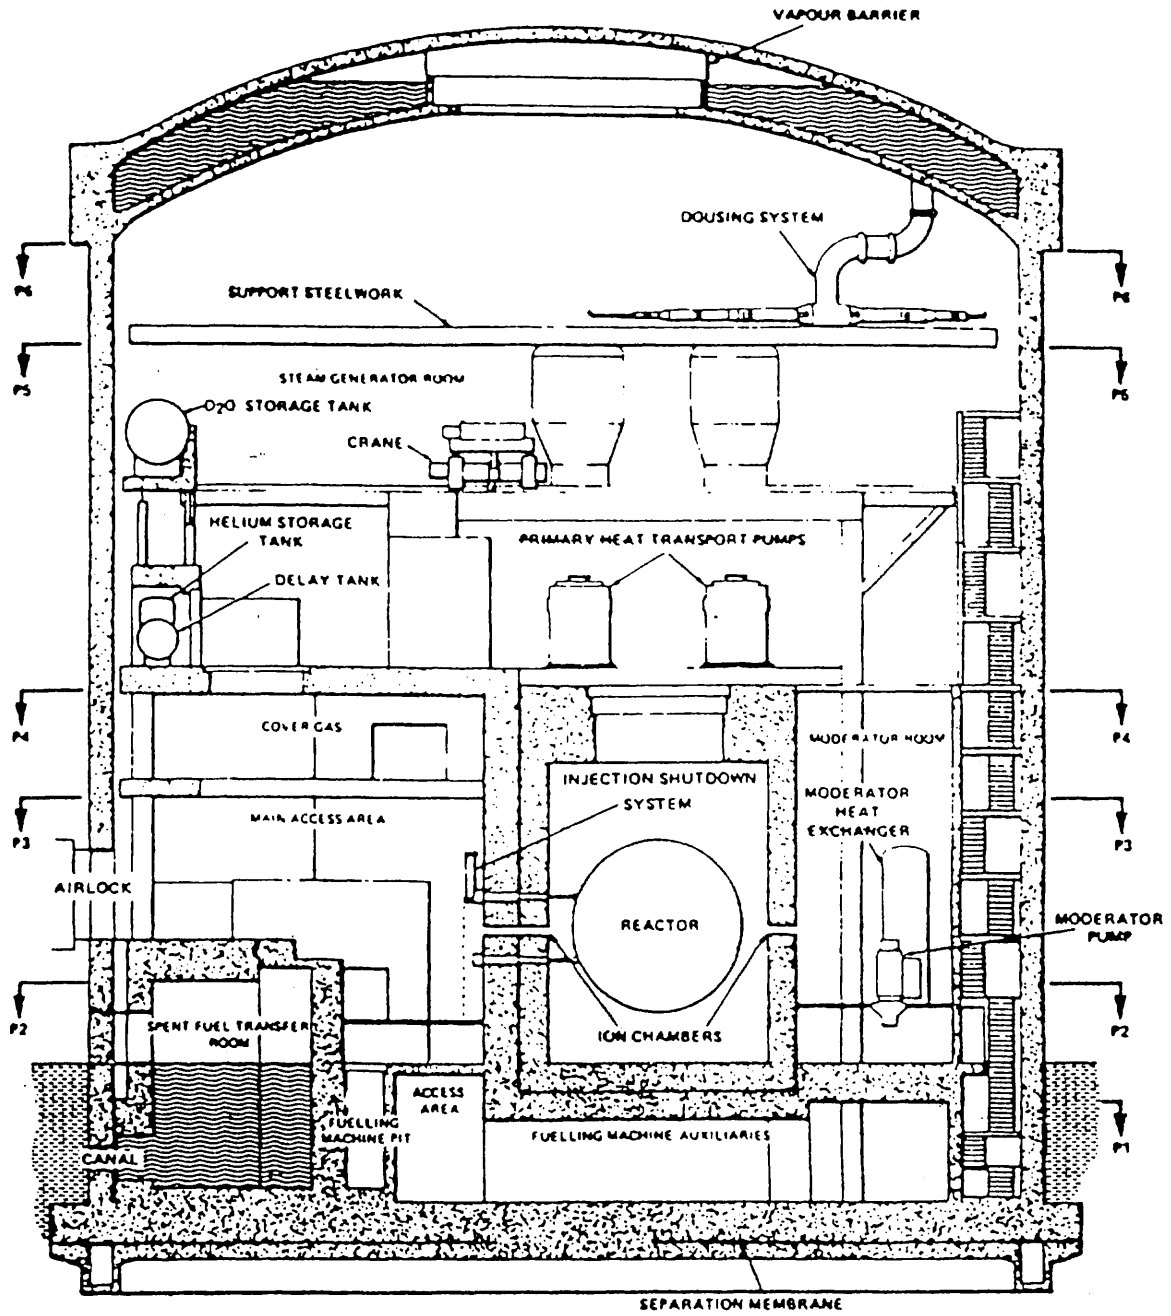 VAPOUR BARRIER
DOUSING SYSTEM
P6
P6
SUPPORT STEELWORK
P5
P5
STEAM GENERATOR ROOM
D2O STORAGE TANK
CRANE
HELIUM STORAGE
TANK
PRIMARY HEAT TRANSPORT PUMPS
DELAY TANK
P4
COVER GAS
MODERATOR ROOM
P4
INJECTION SHUTDOWN
SYSTEM
MODERATOR
HEAT
EXCHANGER
MAIN ACCESS AREA
P3
P3
AIRLOCK
REACTOR
MODERATOR
PUMP
P2
SPENT FUEL TRANSFER
ROOM
ION CHAMBERS
P2
ACCESS
AREA
FUELLING
MACHINE PIT
FUELLING MACHINE AUXILIARIES
P1
CANAL
SEPARATION MEMBRANE